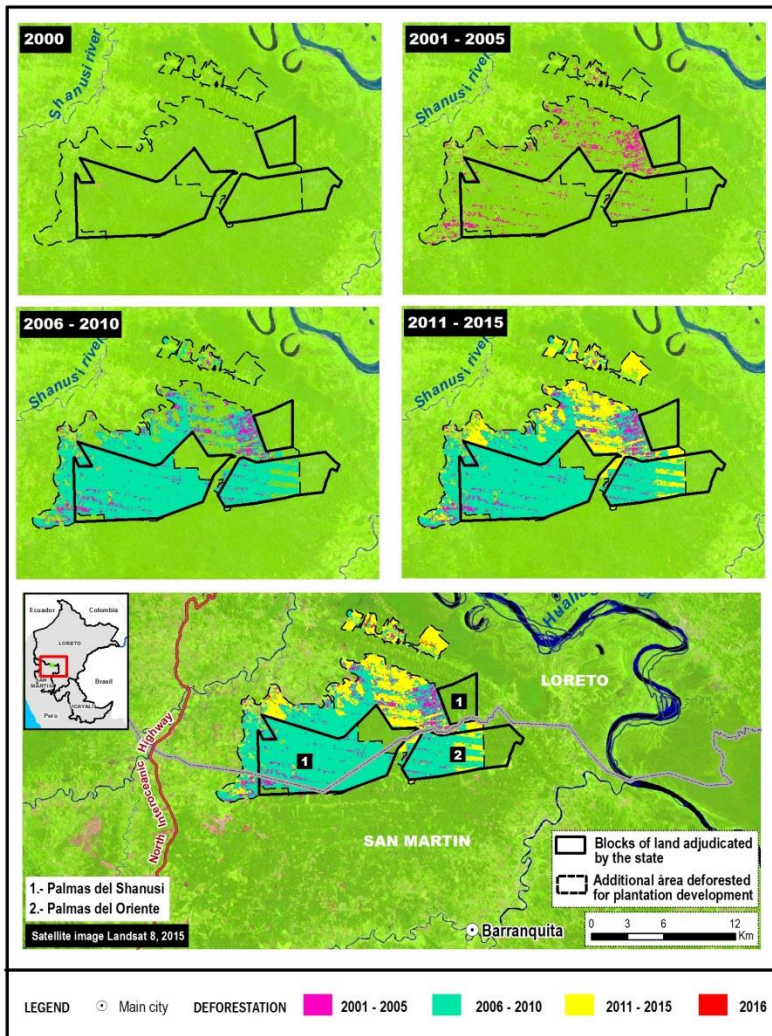 2000
Shanusi river
2001 - 2005
2006 - 2010
Shanusi river
2011 - 2015
Shanusi river
Ecuador
Colombia
LORETO
Brasil
SAN
MARTIN
UCAYALI
Perú
North Interoceanic Highway
LORETO
1
1
2
SAN MARTIN
1.- Palmas del Shanusi
2.- Palmas del Oriente
Satellite image Landsat 8, 2015
Barranquita
Blocks of land adjudicated
by the state
Additional área deforested
for plantation development
0 3 6 12
Km
LEGEND Main city DEFORESTATION 2001 - 2005 2006 - 2010 2011 - 2015 2016